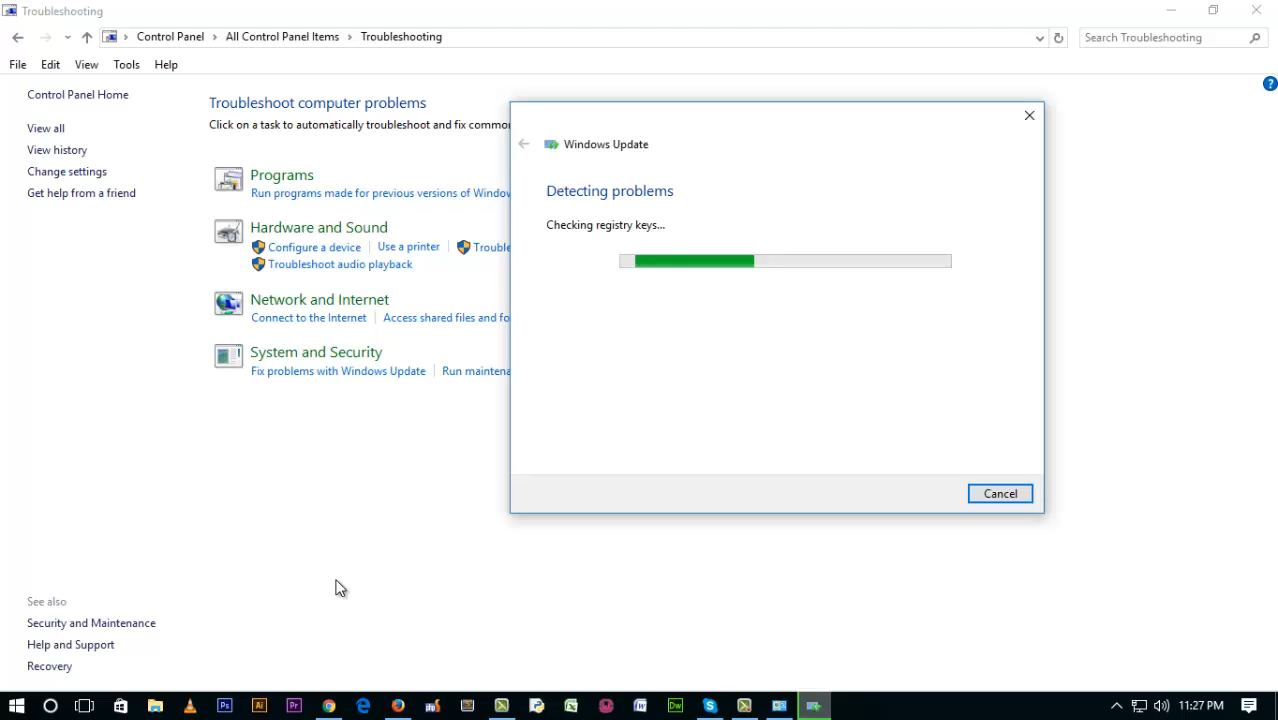 Troubleshooting
Control Panel > All Control Panel Items > Troubleshooting
Search Troubleshooting
File Edit View Tools Help
Control Panel Home
View all
View history
Change settings
Get help from a friend
Troubleshoot computer problems
Click on a task to automatically troubleshoot and fix commo
Programs
Run programs made for previous versions of Windov
Hardware and Sound
Configure a device Use a printer Trouble
Troubleshoot audio playback
Network and Internet
Connect to the Internet Access shared files and fo
System and Security
Fix problems with Windows Update Run maintena
Windows Update
Detecting problems
Checking registry keys...
Cancel
See also
Security and Maintenance
Help and Support
Recovery
Ps Ai Pr Dw 11:27 PM